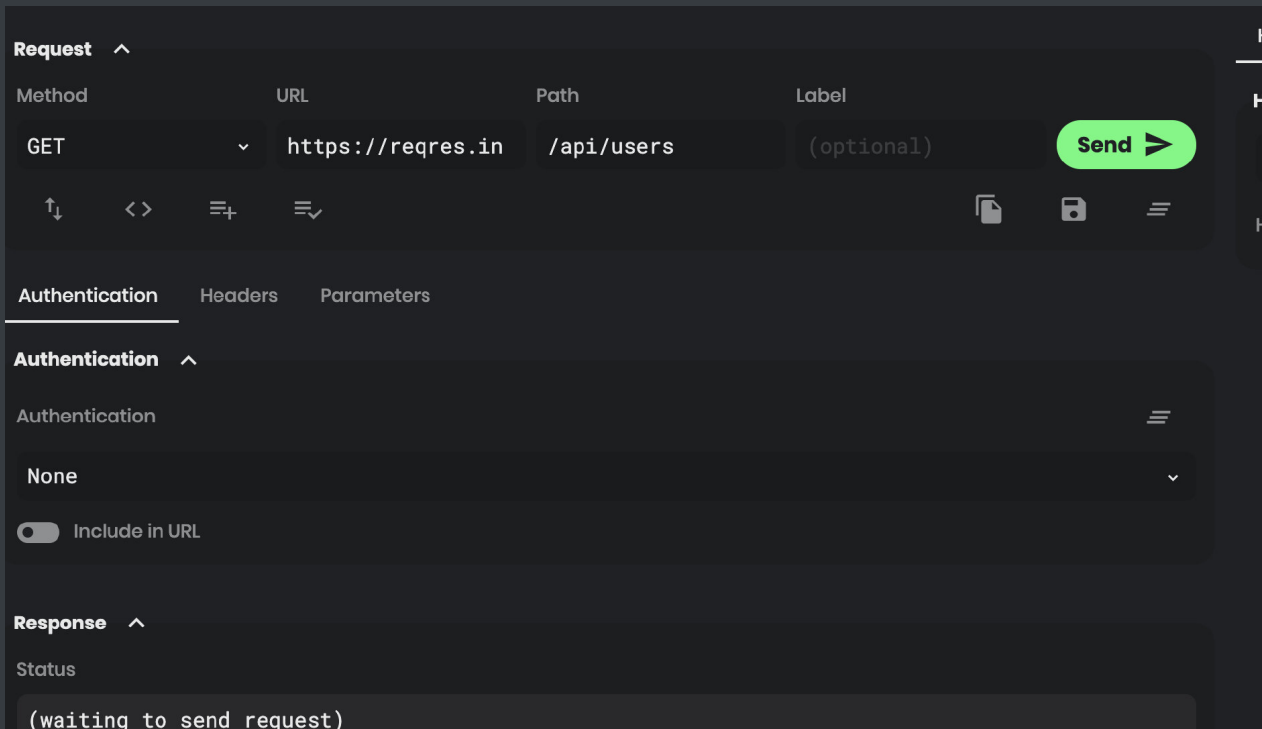 Request
Method URL Path Label
GET https://reqres.in /api/users (optional) Send
Authentication Headers Parameters
Authentication
Authentication
None
Include in URL
Response
Status
(waiting to send request)